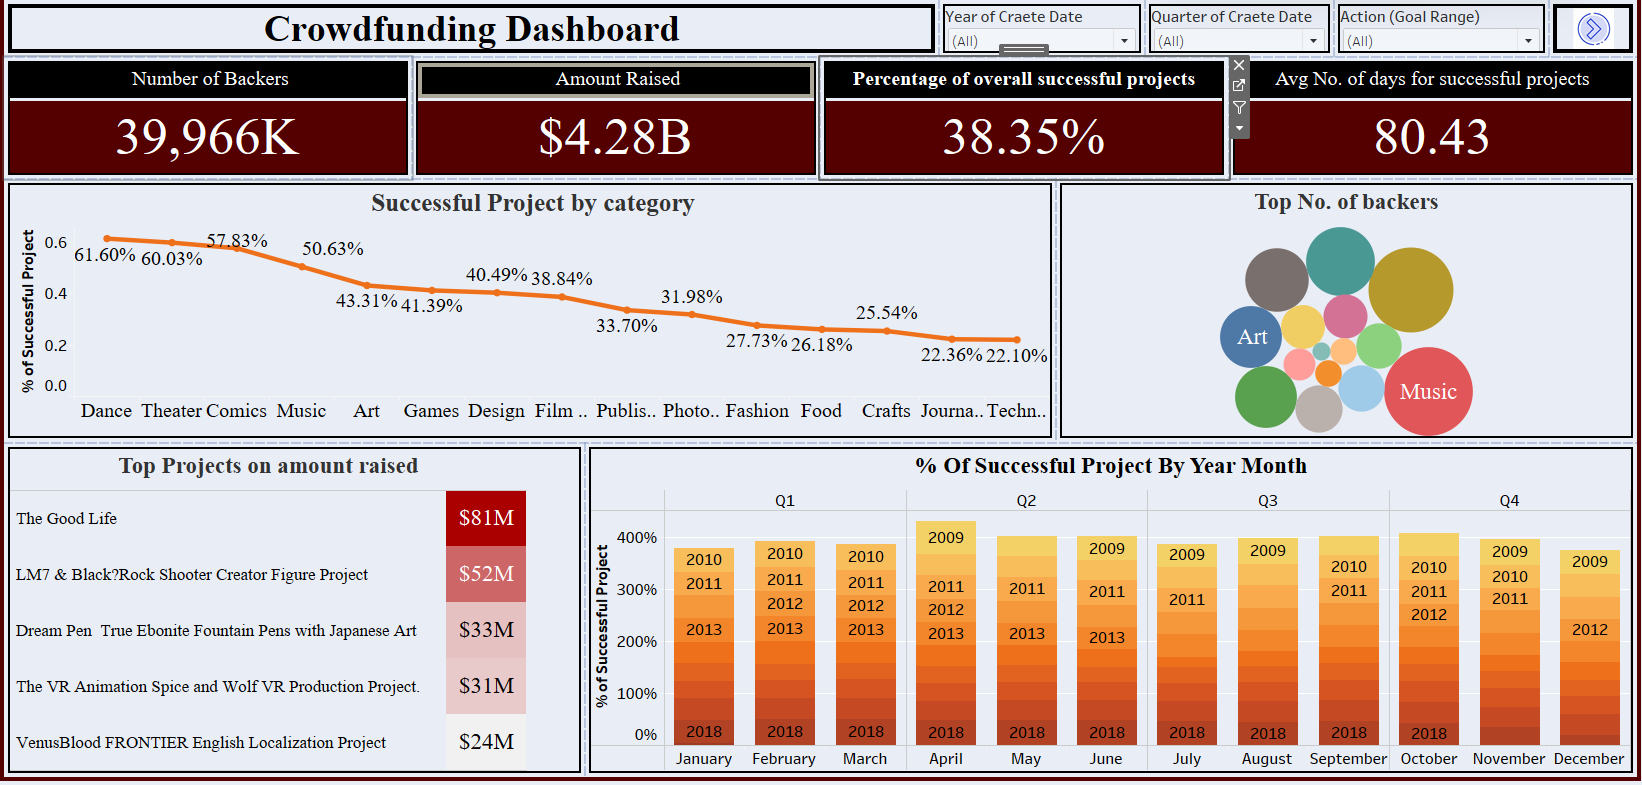 Crowdfunding Dashboard
Year of Craete Date
(All)
Quarter of Craete Date
(All)
Action (Goal Range)
(All)
Number of Backers
39,966K
Amount Raised
$4.28B
Percentage of overall successful projects
38.35%
Avg No. of days for successful projects
80.43
Successful Project by category
% of Successful Project
0.6
0.4
0.2
0.0
61.60% 60.03% 57.83% 50.63% 43.31% 41.39% 40.49% 38.84% 33.70% 31.98% 27.73% 26.18% 25.54% 22.36% 22.10%
Dance Theater Comics Music Art Games Design Film .. Publis.. Photo.. Fashion Food Crafts Journa.. Techn..
Top No. of backers
Art
Music
Top Projects on amount raised
The Good Life $81M
LM7 & Black?Rock Shooter Creator Figure Project $52M
Dream Pen True Ebonite Fountain Pens with Japanese Art $33M
The VR Animation Spice and Wolf VR Production Project. $31M
VenusBlood FRONTIER English Localization Project $24M
% Of Successful Project By Year Month
Q1 Q2 Q3 Q4
% of Successful Project
400%
300%
200%
100%
0%
2010 2011 2013 2018
2010 2011 2012 2013 2018
2010 2011 2012 2013 2018
2009 2011 2012 2013 2018
2011 2013 2018
2009 2011 2013 2018
2009 2011 2018
2009 2018
2010 2011 2018
2010 2011 2012 2018
2009 2010 2011
2009 2012
January February March April May June July August September October November December